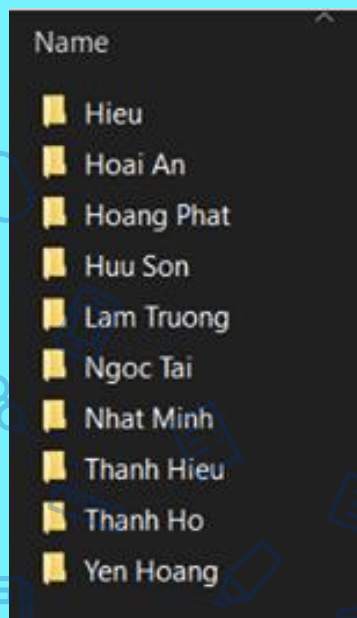 Name
Hieu
Hoai An
Hoang Phat
Huu Son
Lam Truong
Ngoc Tai
Nhat Minh
Thanh Hieu
Thanh Ho
Yen Hoang